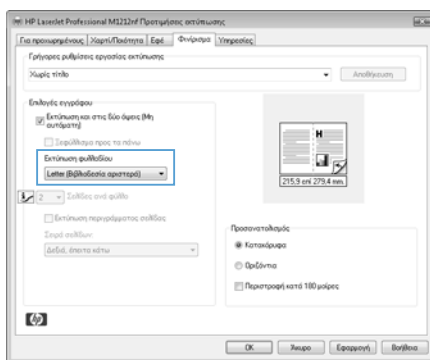 HP LaserJet Professional M1212nf Προτιμήσεις εκτύπωσης
Για προχωρημένους Χαρτί/Ποιότητα Εφέ Φινίρισμα Υπηρεσίες
Γρήγορες ρυθμίσεις εργασίας εκτύπωσης
Χωρίς τίτλο Αποθήκευση
Επιλογές εγγράφου
Εκτύπωση και στις δύο όψεις (Μη
αυτόματη)
Ξεφύλλισμα προς τα πάνω
Εκτύπωση φυλλαδίου
Letter (Βιβλιοδεσία αριστερά)
2 Σελίδες ανά φύλλο
Εκτύπωση περιγράμματος σελίδας
Σειρά σελίδων:
Δεξιά, έπειτα κάτω
H
215,9 επί 279,4 mm
Προσανατολισμός
Κατακόρυφα
Οριζόντια
Περιστροφή κατά 180 μοίρες
hp
OK Άκυρο Εφαρμογή Βοήθεια